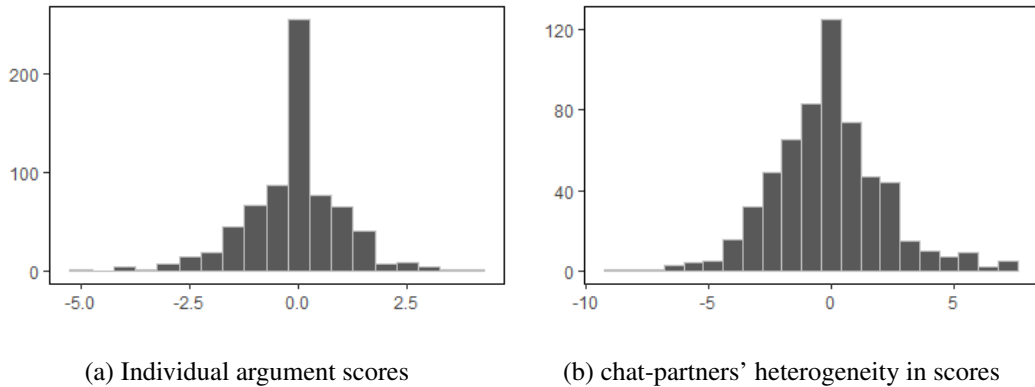 200
100
0
-5.0 -2.5 0.0 2.5
120
80
40
0
-10 -5 0 5
(a) Individual argument scores
(b) chat-partners’ heterogeneity in scores